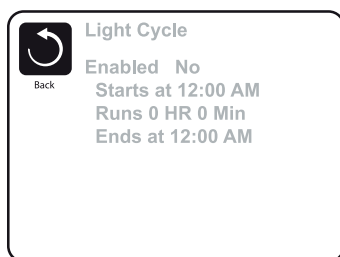 Light Cycle
Enabled No
Back
Starts at 12:00 AM
Runs 0 HR 0 Min
Ends at 12:00 AM